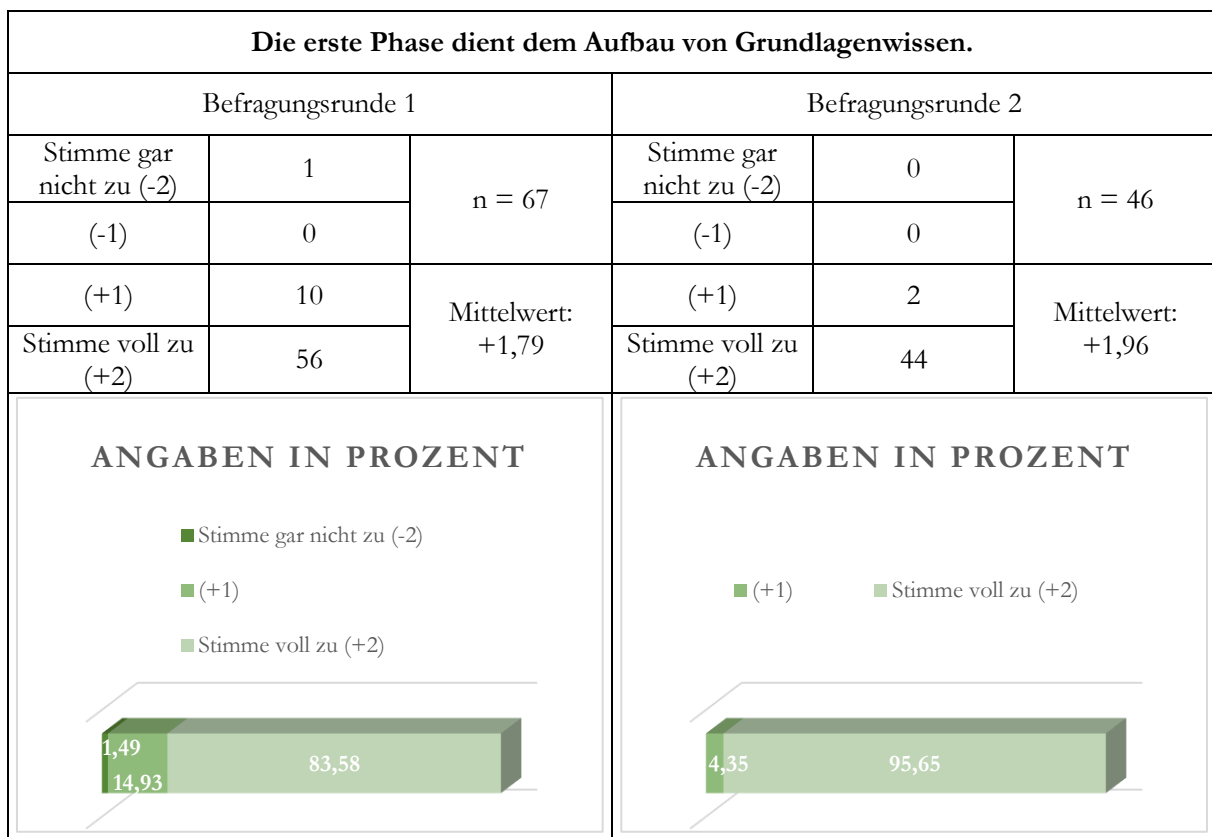 Die erste Phase dient dem Aufbau von Grundlagenwissen.
Befragungsrunde 1
Befragungsrunde 2
Stimme gar
nicht zu (-2)
1
n = 67
Stimme gar
nicht zu (-2)
0
n = 46
(-1)
0
(-1)
0
(+1)
10
Mittelwert:
+1,79
(+1)
2
Mittelwert:
+1,96
Stimme voll zu
(+2)
56
Stimme voll zu
(+2)
44
ANGABEN IN PROZENT
Stimme gar nicht zu (-2)
(+1)
Stimme voll zu (+2)
1,49
14,93
83,58
ANGABEN IN PROZENT
(+1)
Stimme voll zu (+2)
4,35
95,65